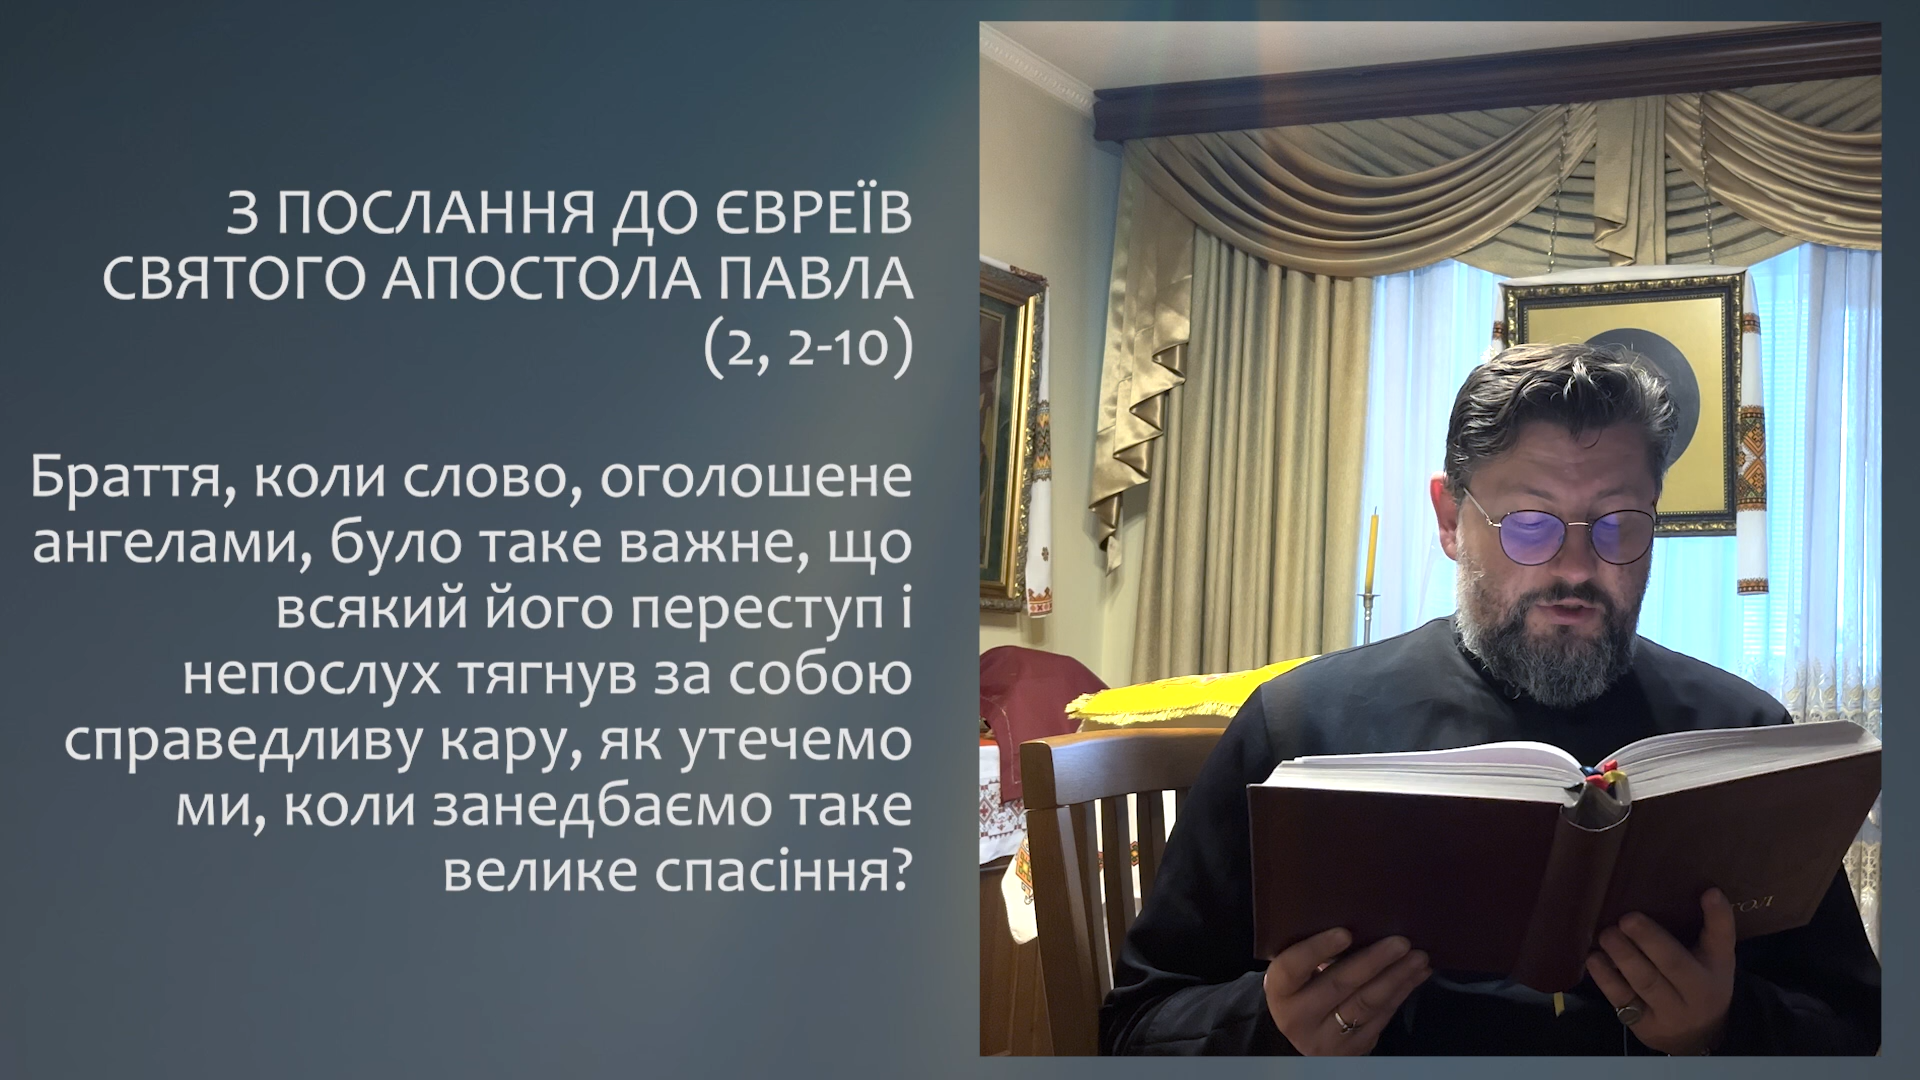 З ПОСЛАННЯ ДО ЄВРЕЇВ
СВЯТОГО АПОСТОЛА ПАВЛА
(2, 2-10)
Браття, коли слово, оголошене
ангелами, було таке важне, що
всякий його переступ і
непослух тягнув за собою
справедливу кару, як утечемо
ми, коли занедбаємо таке
велике спасіння?